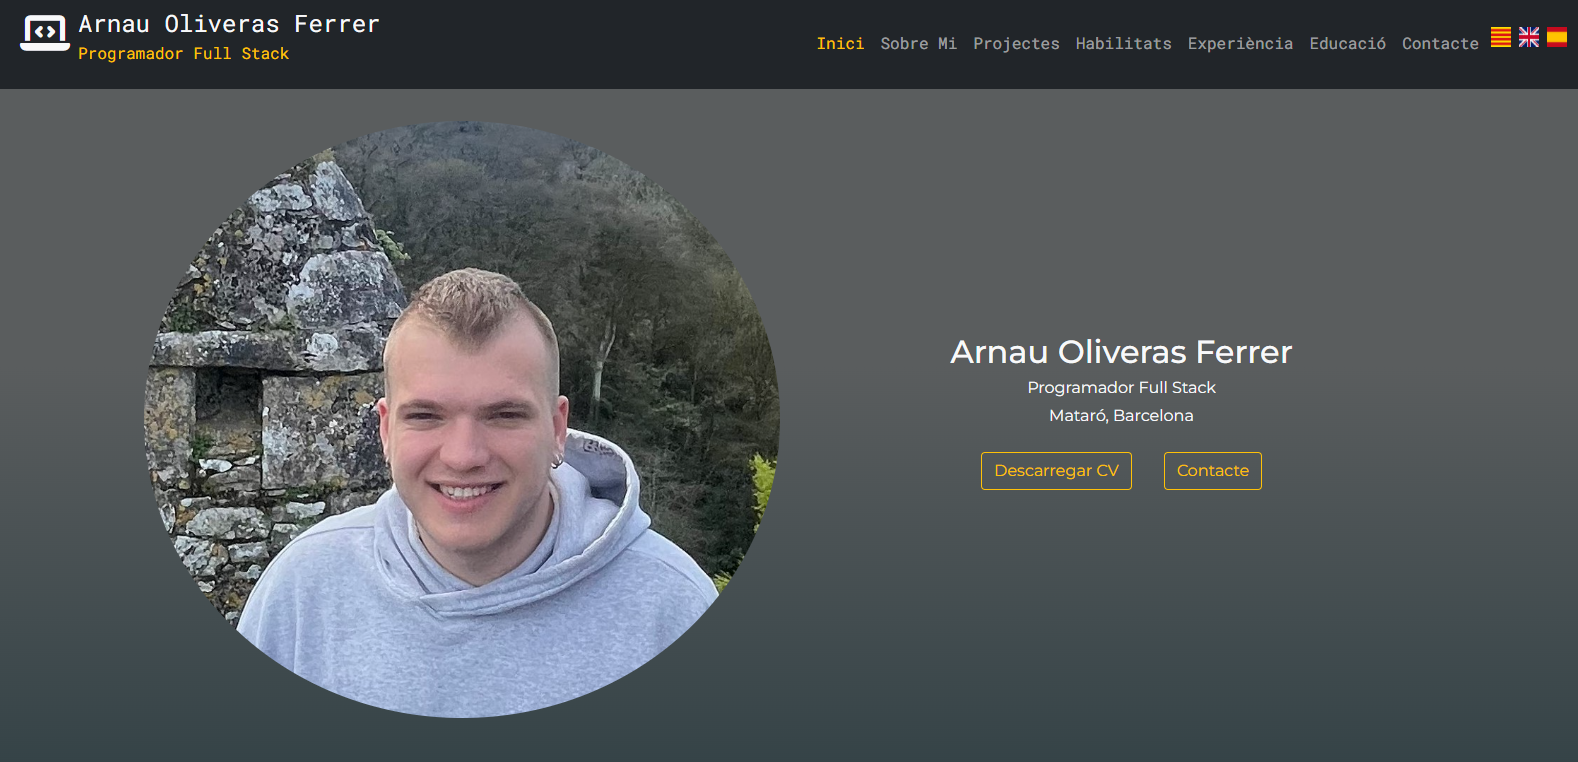 Arnau Oliveras Ferrer
Programador Full Stack
Inici Sobre Mi Projectes Habilitats Experiència Educació Contacte
Arnau Oliveras Ferrer
Programador Full Stack
Mataró, Barcelona
Descarregar CV Contacte